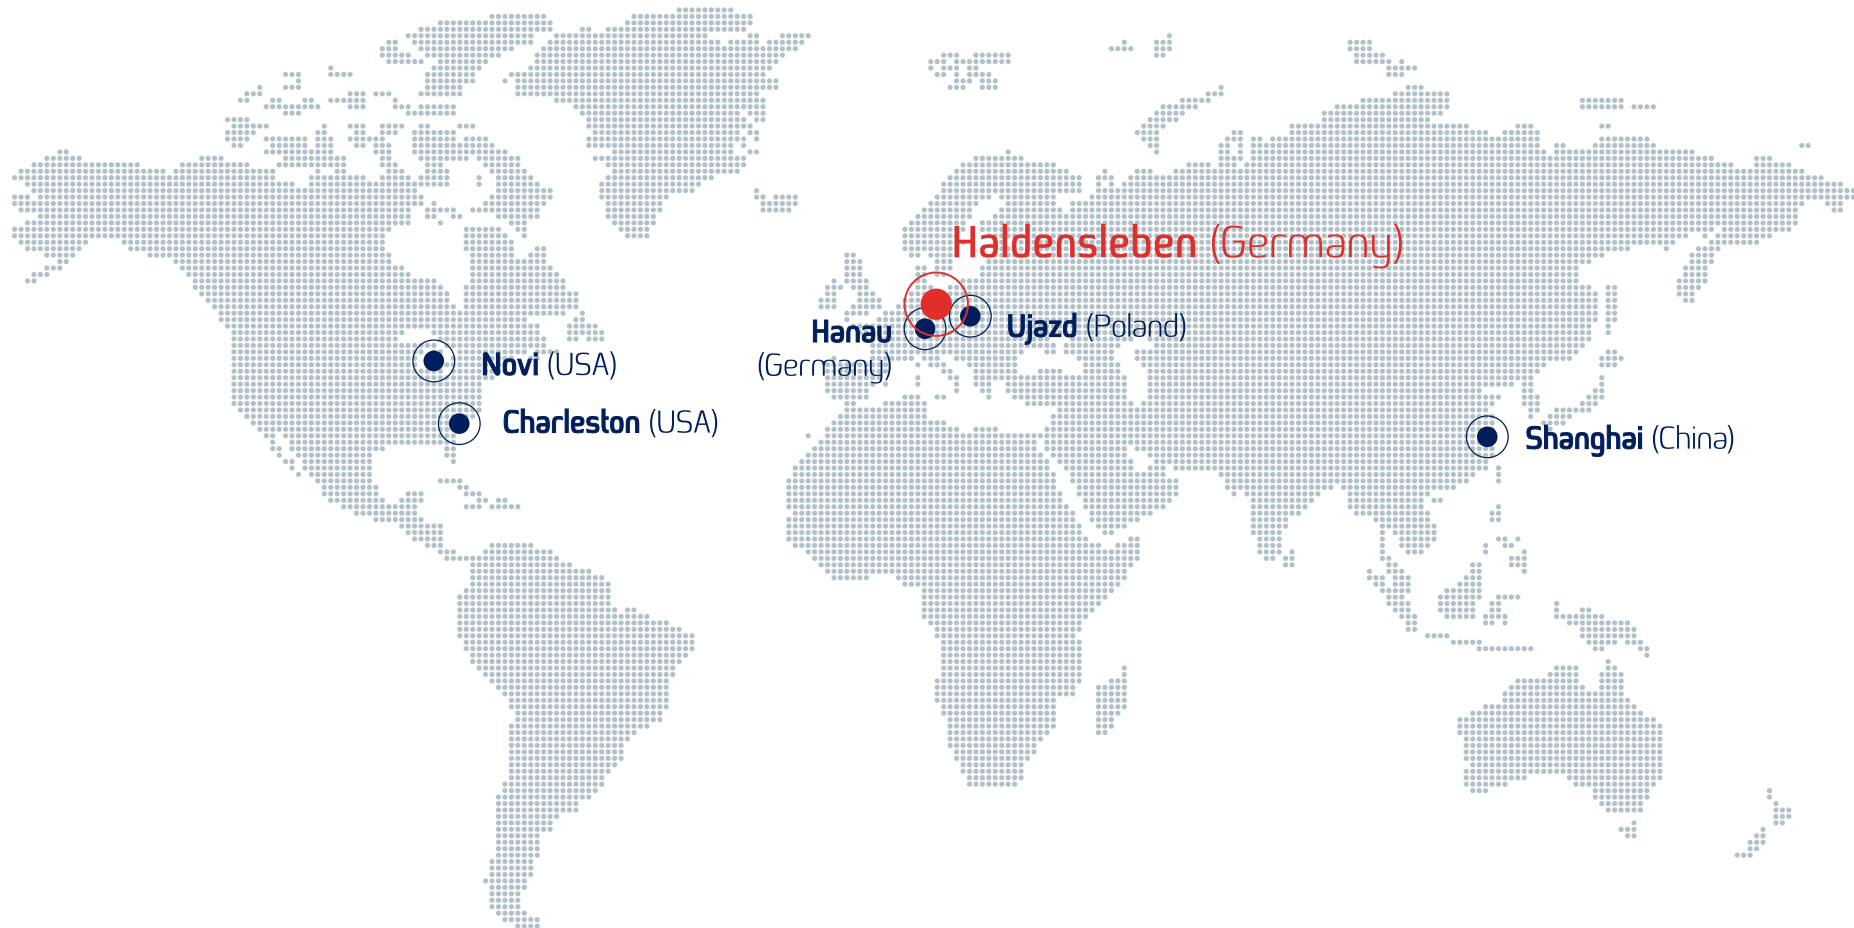 Haldensleben (Germany)
Hanau
(Germany)
Ujazd (Poland)
Novi (USA)
Charleston (USA)
Shanghai (China)